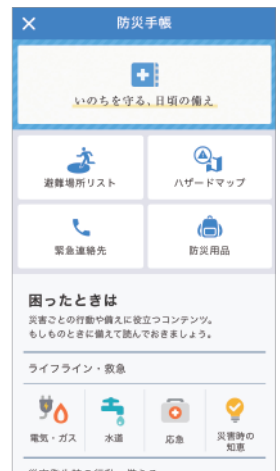 防災手帳
いのちを守る、日頃の備え
避難場所リスト
ハザードマップ
緊急連絡先
防災用品
困ったときは
災害ごとの行動や備えに役立つコンテンツ。
もしものときに備えて読んでおきましょう。
ライフライン・救急
電気・ガス
水道
応急
災害時の
知恵